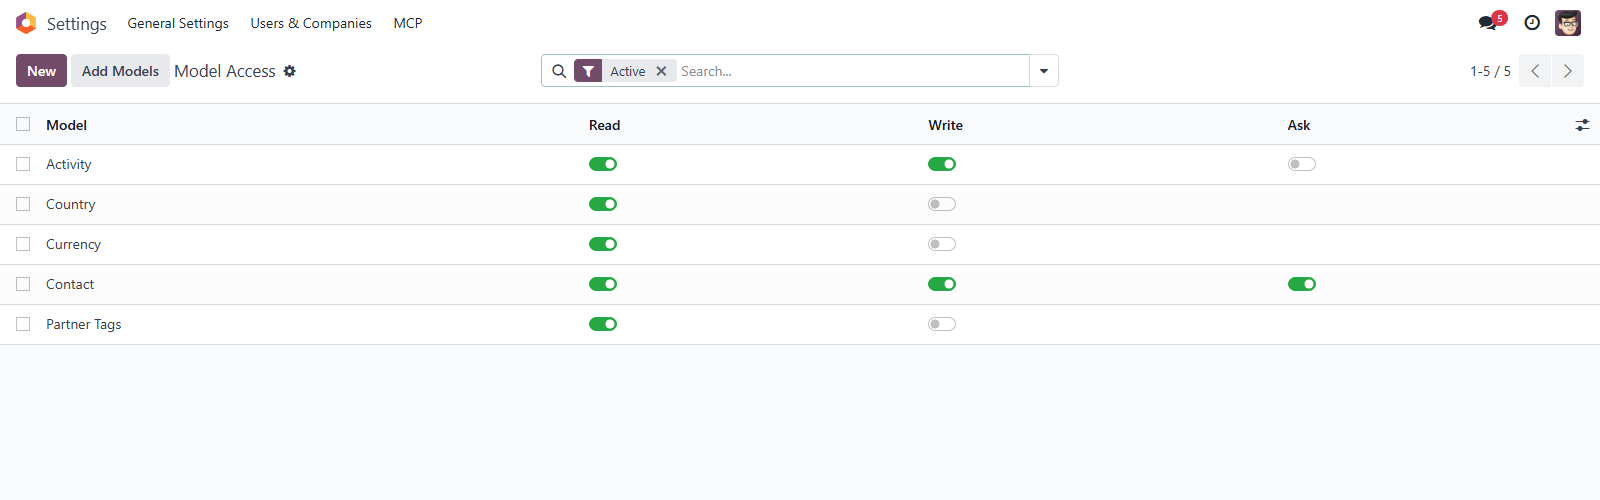 Settings General Settings Users & Companies MCP 5
New Add Models Model Access Active Search... 1-5 / 5
Model Read Write Ask
Activity
Country
Currency
Contact
Partner Tags